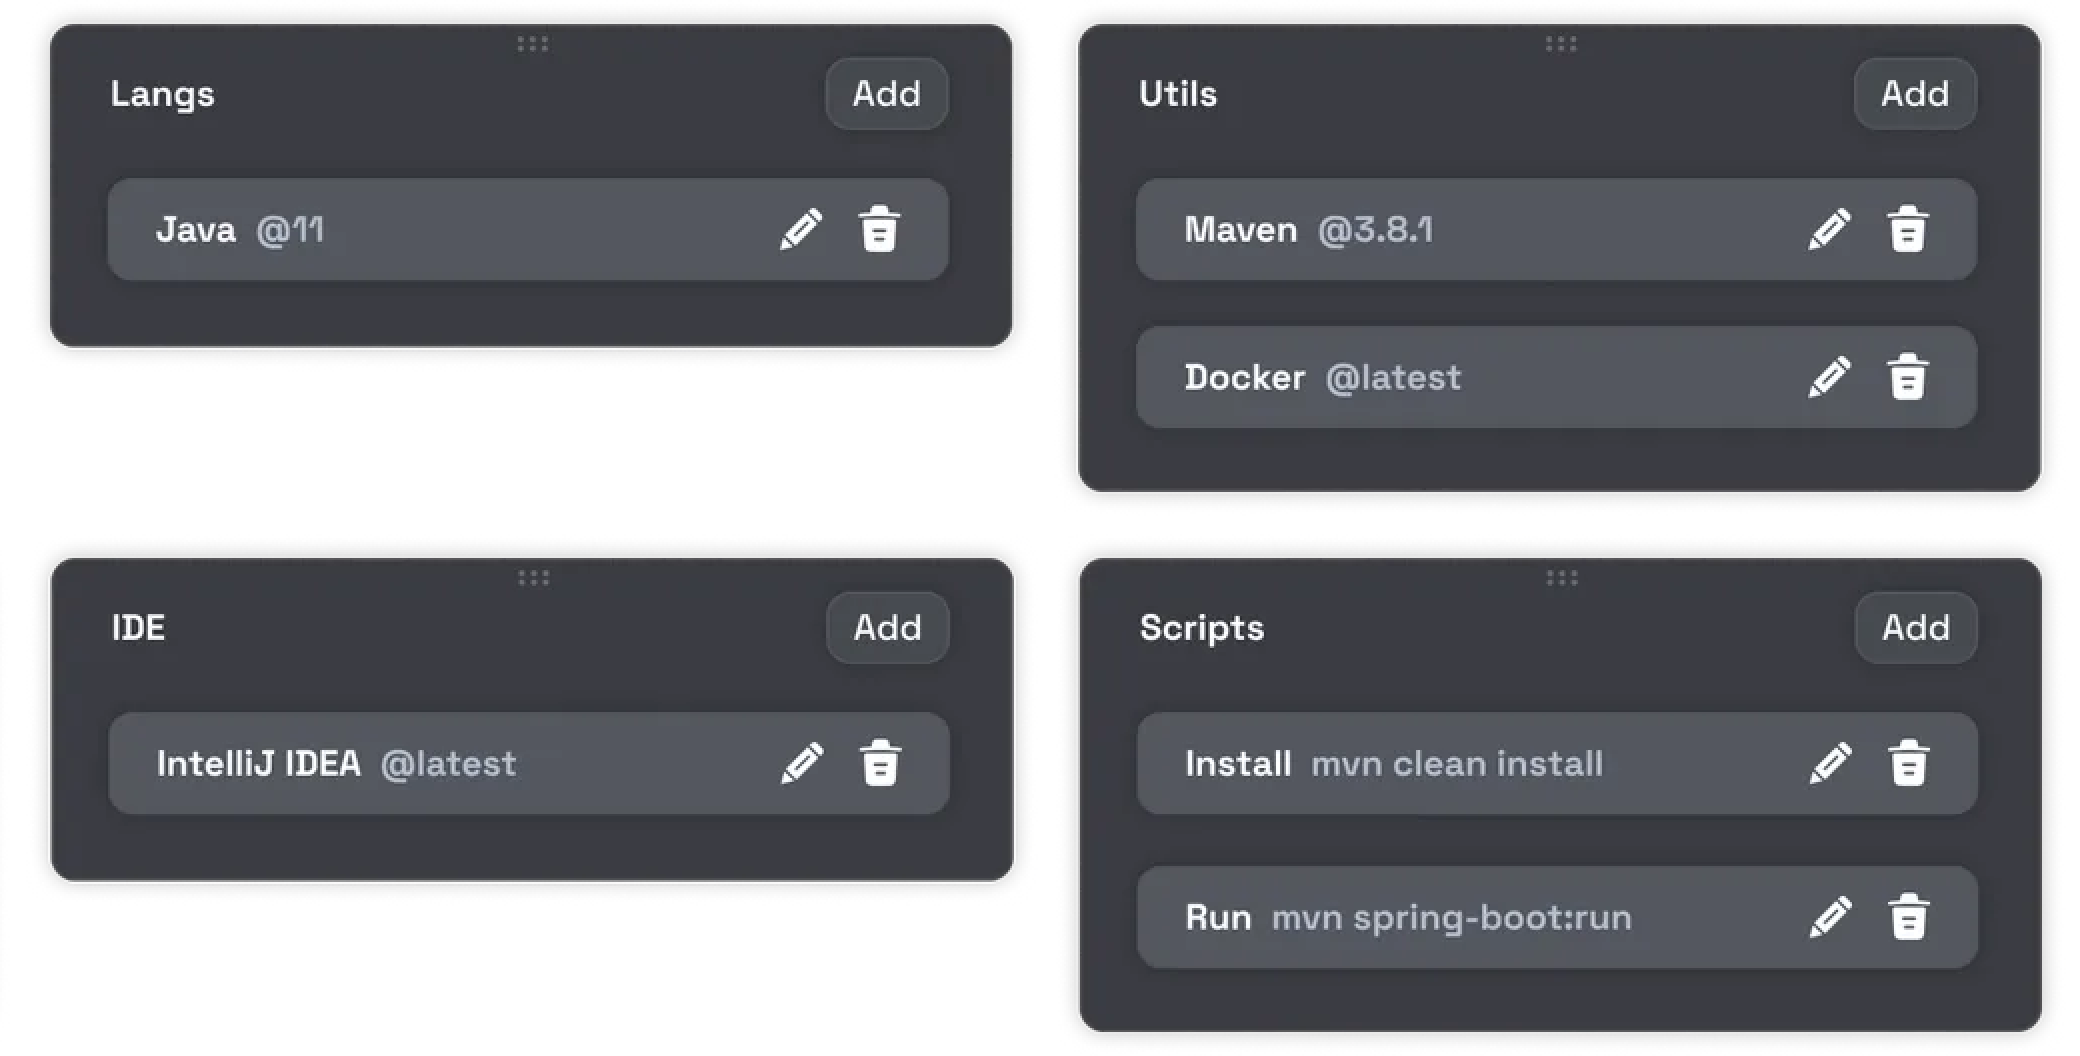 Langs
Add
Java @11
Utils
Add
Maven @3.8.1
Docker @latest
IDE
Add
IntelliJ IDEA @latest
Scripts
Add
Install mvn clean install
Run mvn spring-boot:run